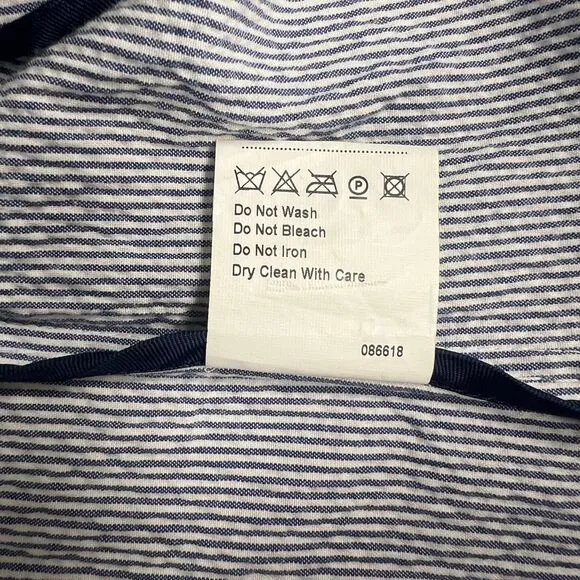 P
Do Not Wash
Do Not Bleach
Do Not Iron
Dry Clean With Care
086618